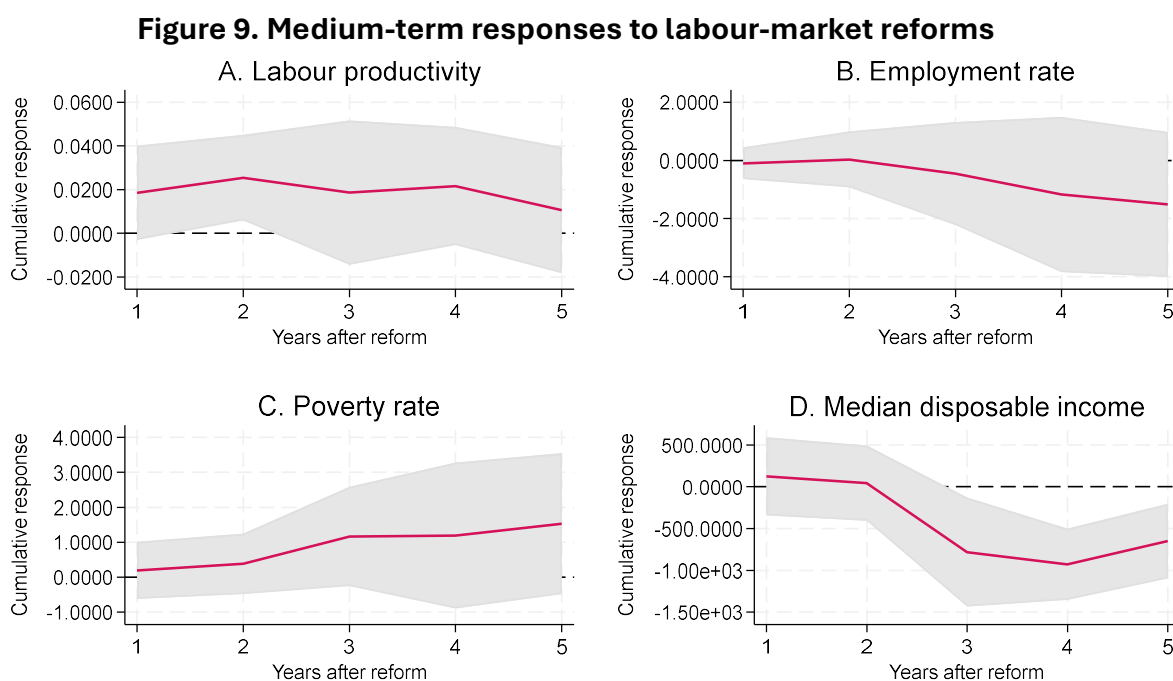 Figure 9. Medium-term responses to labour-market reforms
A. Labour productivity
Cumulative response
0.0600
0.0400
0.0200
0.0000
-0.0200
1 2 3 4 5
Years after reform
B. Employment rate
Cumulative response
2.0000
0.0000
-2.0000
-4.0000
1 2 3 4 5
Years after reform
C. Poverty rate
Cumulative response
4.0000
3.0000
2.0000
1.0000
0.0000
-1.0000
1 2 3 4 5
Years after reform
D. Median disposable income
Cumulative response
500.0000
0.0000
-500.0000
-1.00e+03
-1.50e+03
1 2 3 4 5
Years after reform